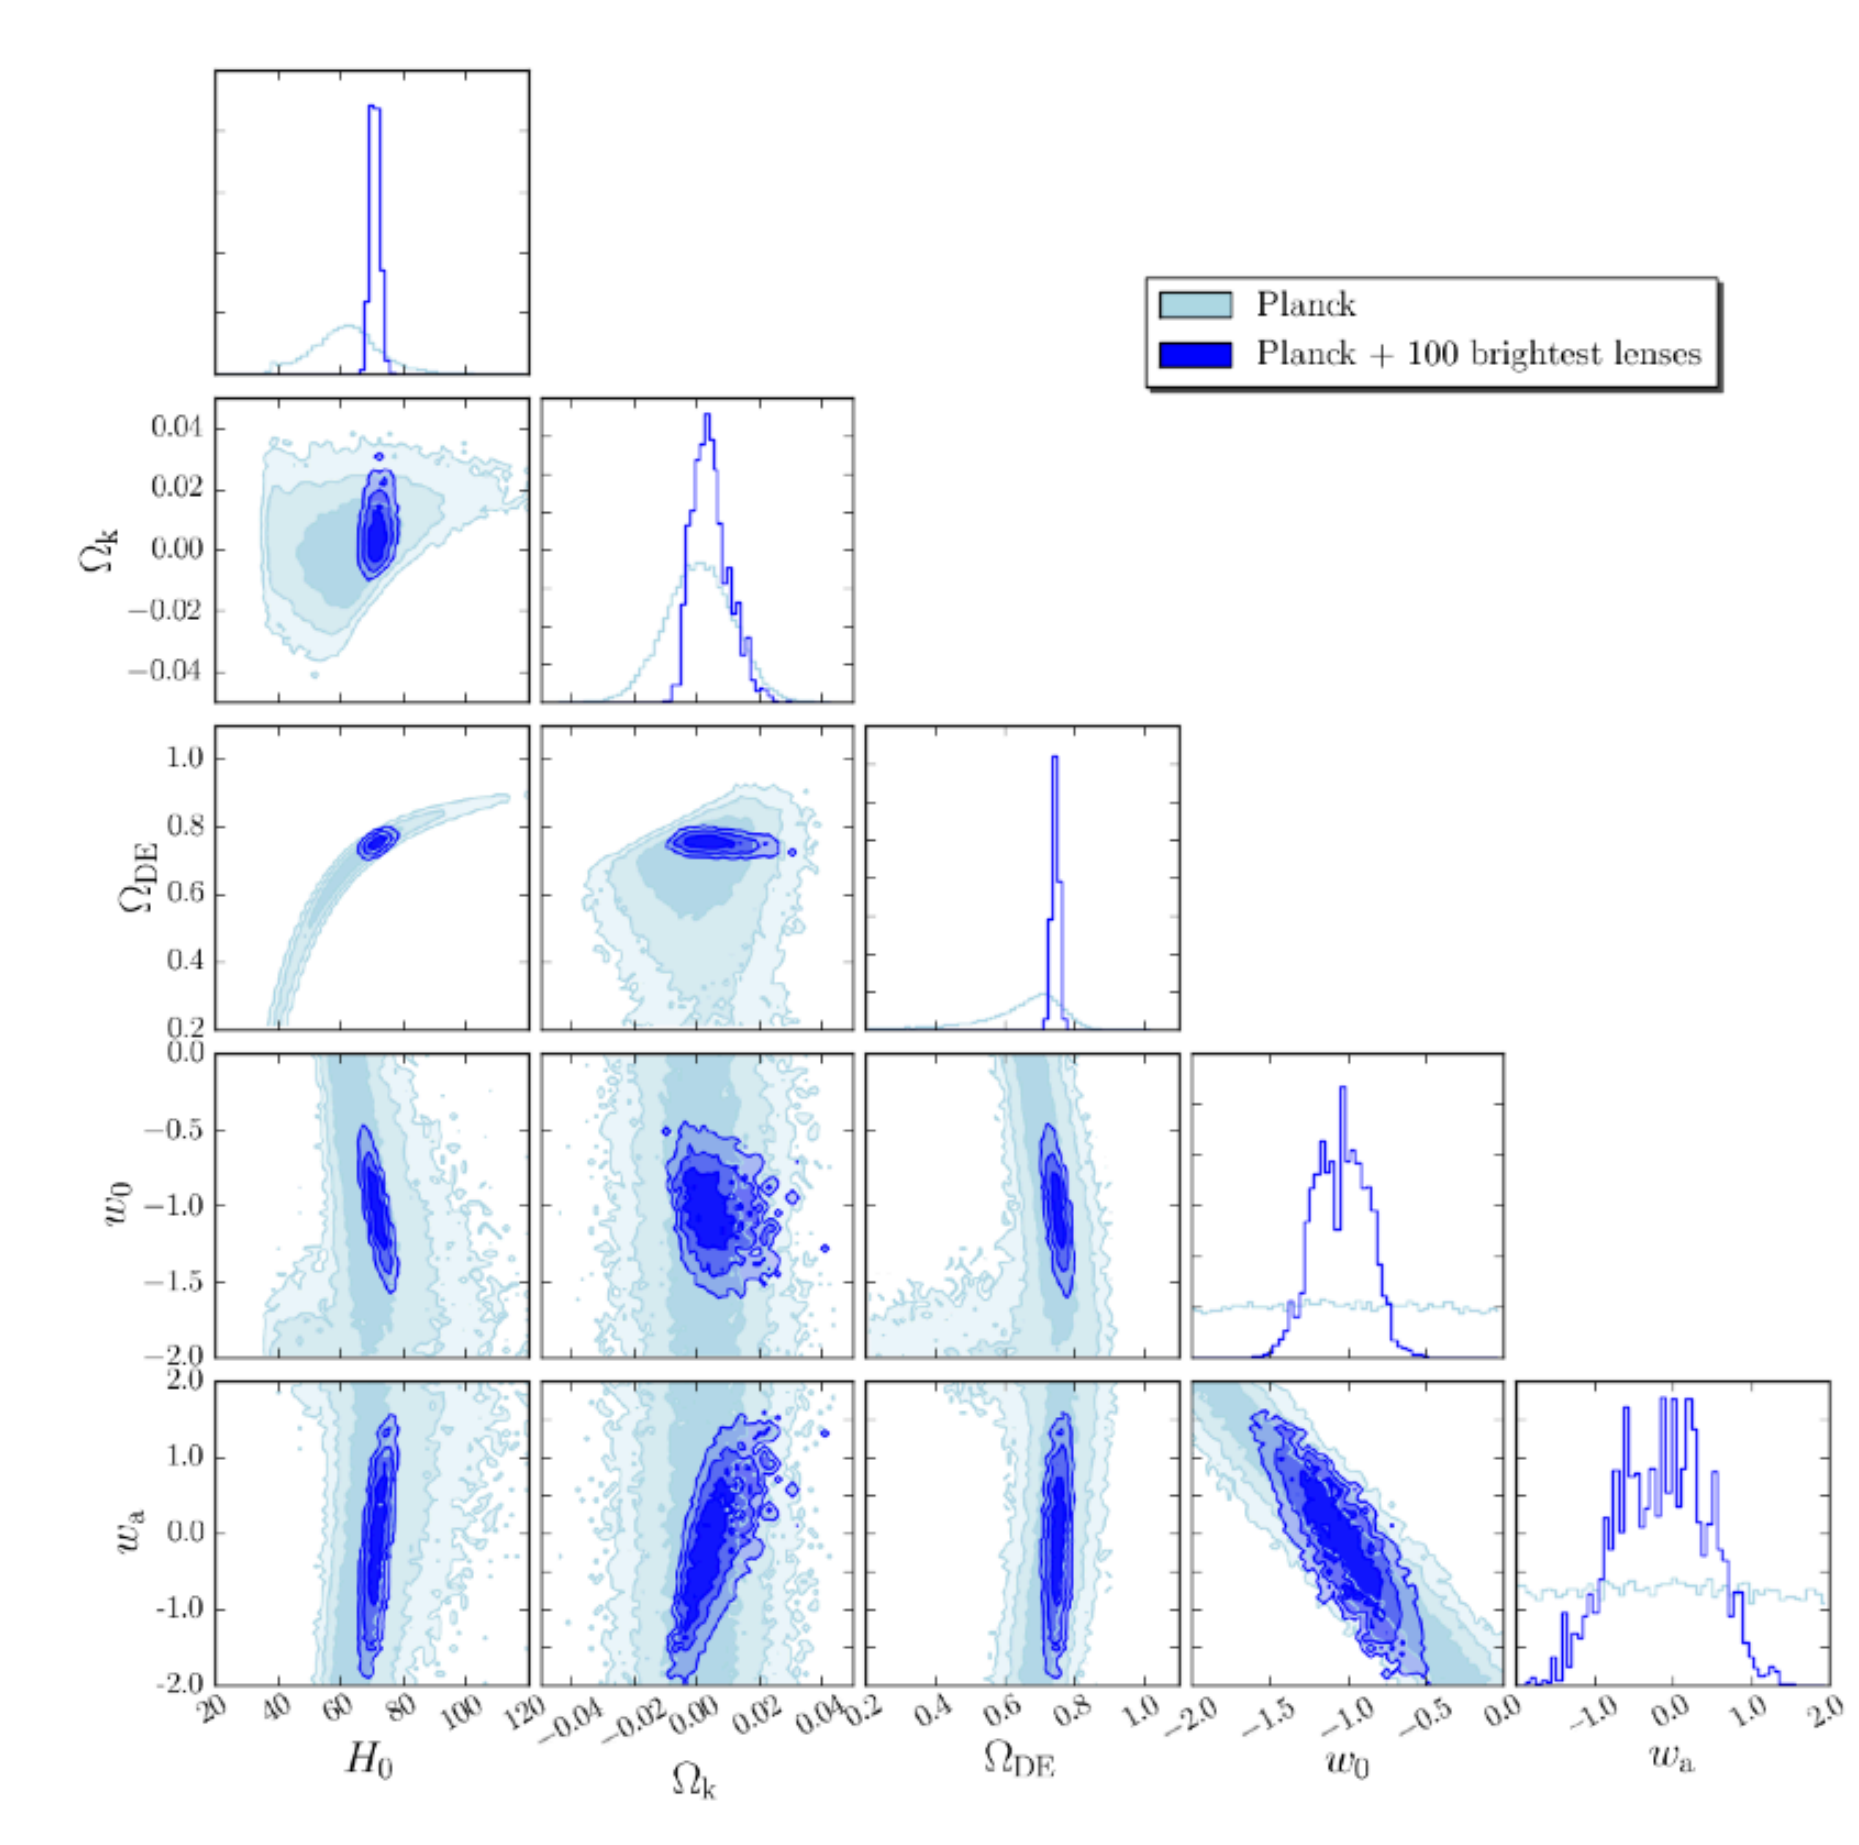 Planck
Planck + 100 brightest lenses
0.04
0.02
0.00
−0.02
−0.04
Ωk
1.0
0.8
0.6
0.4
0.2
ΩDE
0.0
−0.5
−1.0
−1.5
−2.0
w0
2.0
1.0
0.0
-1.0
-2.0
wa
20 40 60 80 100 120
−0.04 −0.02 0.00 0.02 0.04
0.2 0.4 0.6 0.8 1.0
−2.0 −1.5 −1.0 −0.5 0.0
-1.0 0.0 1.0 2.0
H0 Ωk ΩDE w0 wa